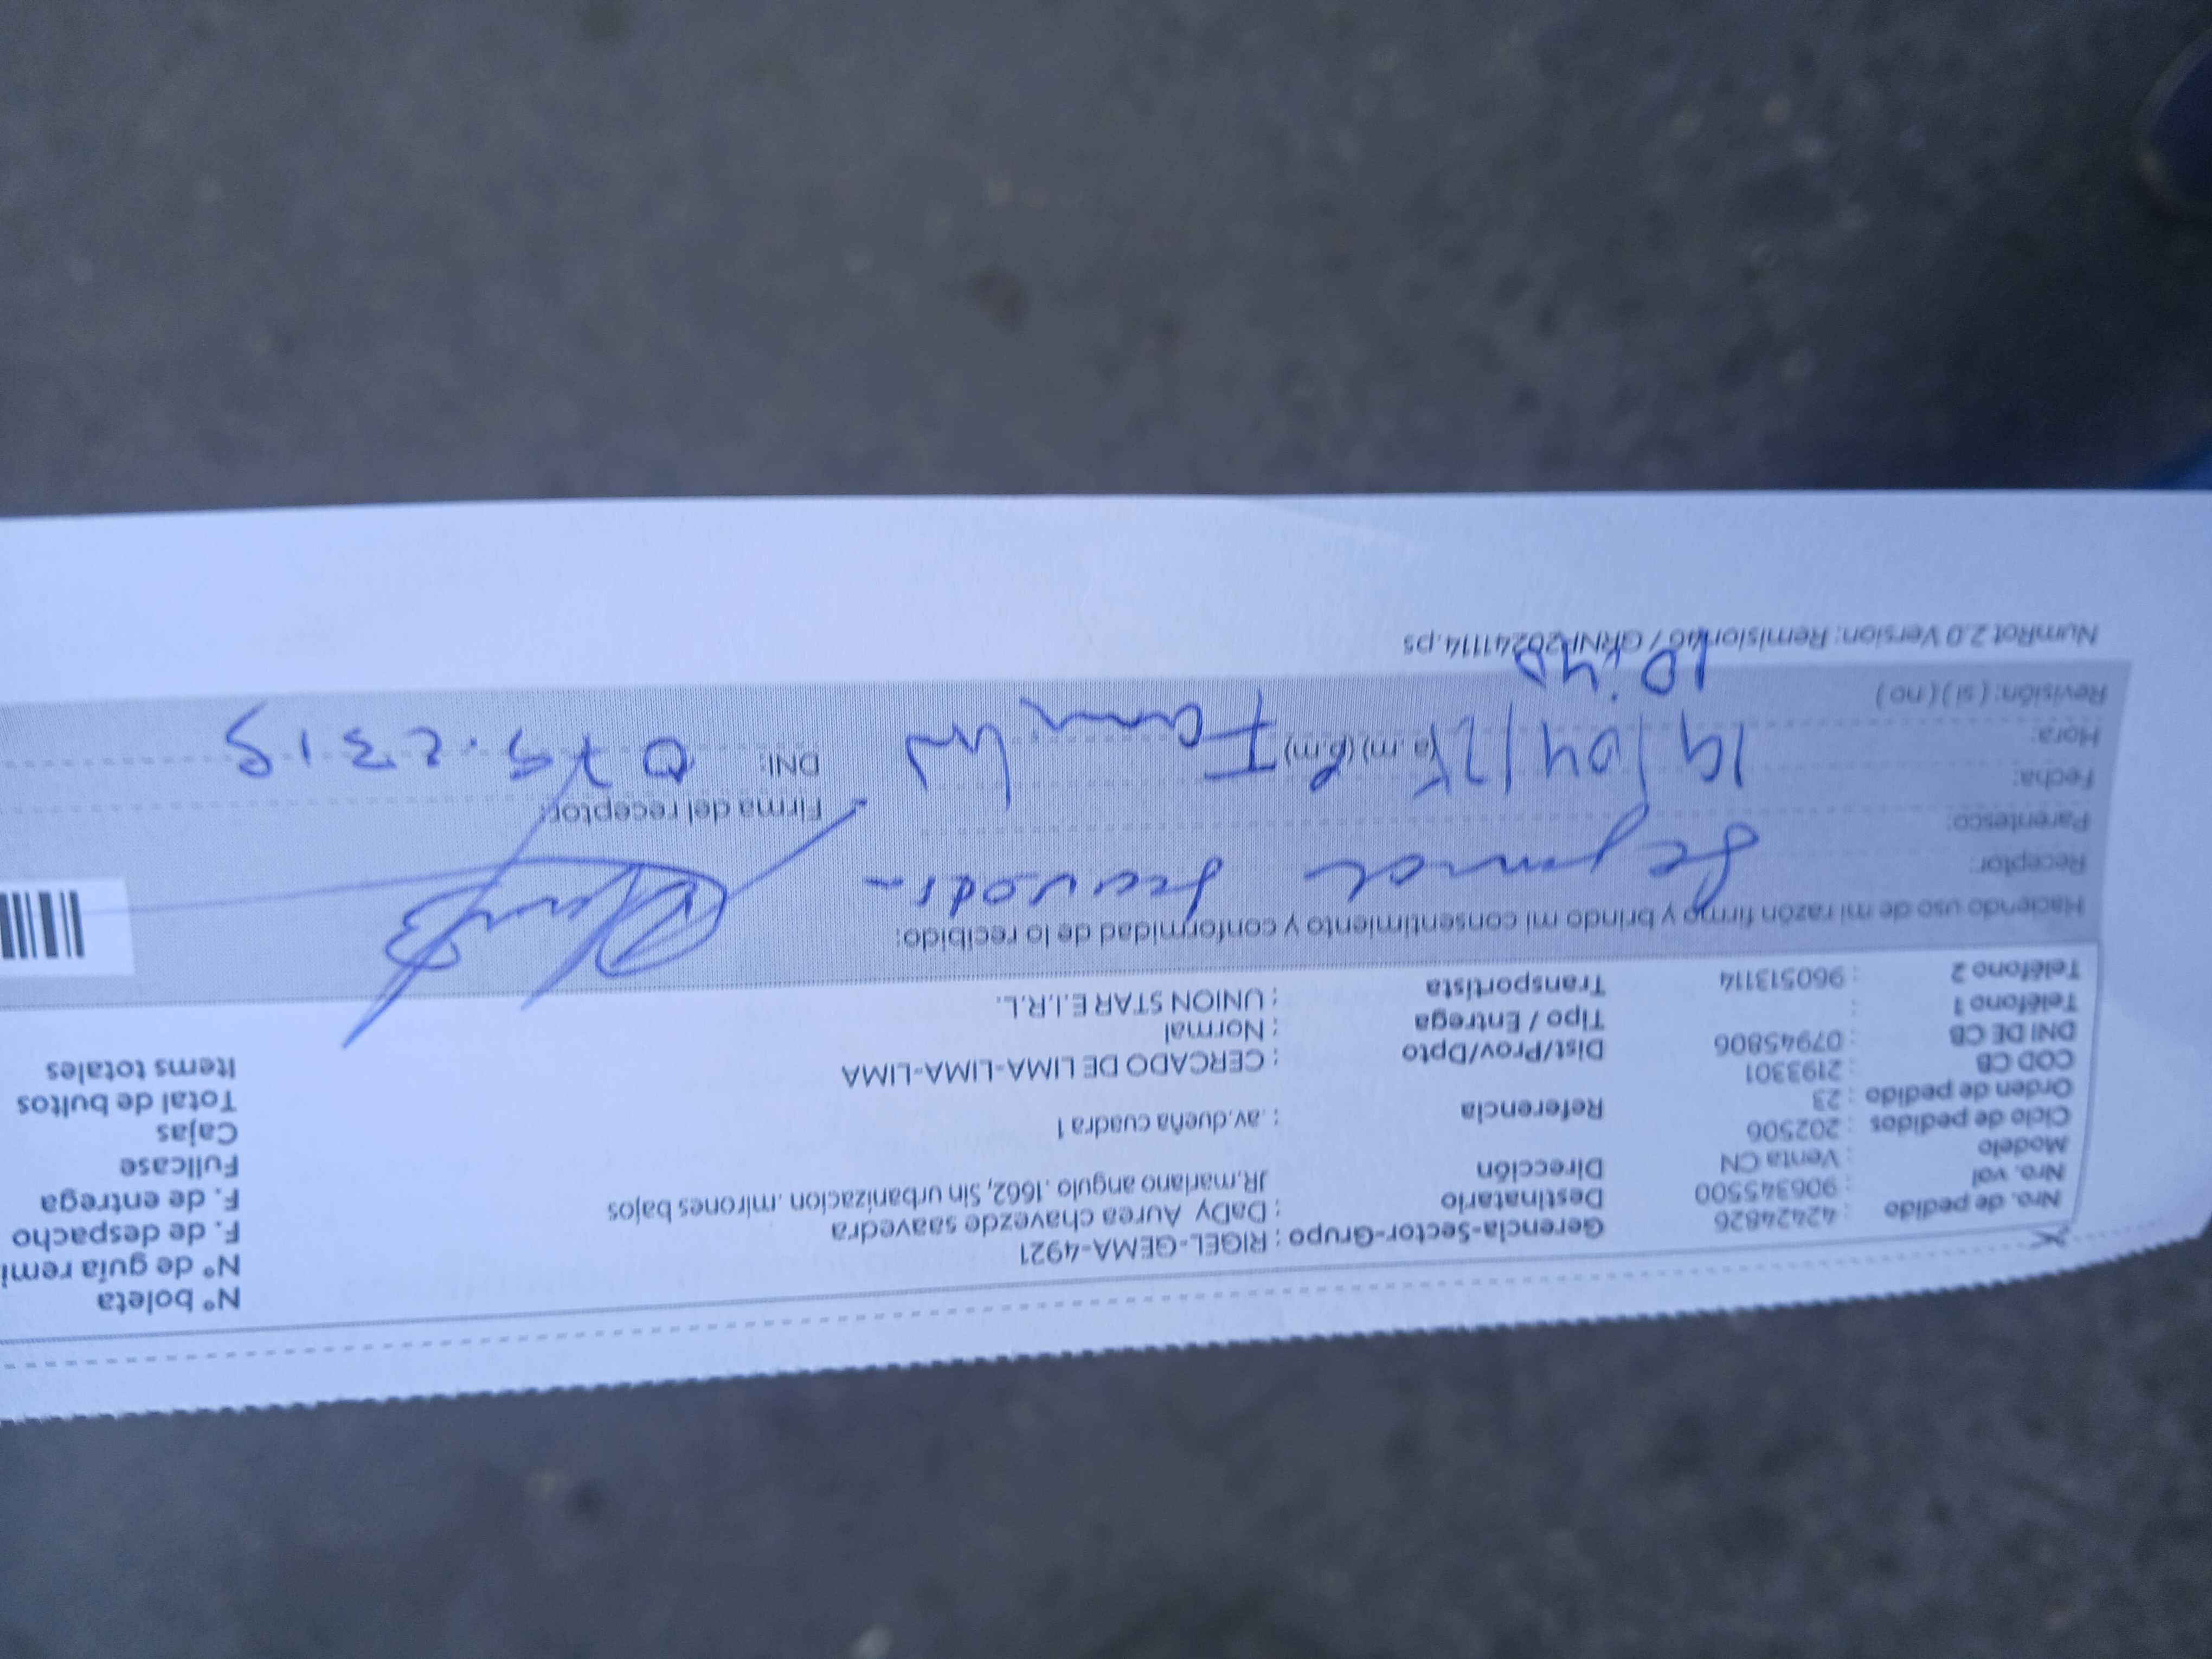 Nro. de pedido : 42424826
Nro. vol : 906345500
Modelo : Venta CN
Ciclo de pedidos : 202506
Orden de pedido : 23
COD CB : 2193301
DNI DE CB : 07945806
Teléfono 1 :
Teléfono 2 : 960513114
Gerencia-Sector-Grupo : RIGEL-GEMA-4921
Destinatario : DaDy Aurea chavezde saavedra
Dirección JR.mariano angulo .1662, Sin urbanizacion .mirones bajos
Referencia : .av.dueña cuadra 1
Dist/Prov/Dpto : CERCADO DE LIMA-LIMA-LIMA
Tipo / Entrega : Normal
Transportista : UNION STAR E.I.R.L.
N° boleta
N° de guía remi
F. de despacho
F. de entrega
Fullcase
Cajas
Total de bultos
Items totales
Haciendo uso de mi razón firmo y brindo mi consentimiento y conformidad de lo recibido:
Receptor:
Parentesco:
Firma del receptor:
Fecha: 19/04/25
Hora: (a.m) (p.m)
DNI:
Revisión: ( si ) ( no ) 10:40
NumRot 2.0 Version: Remision